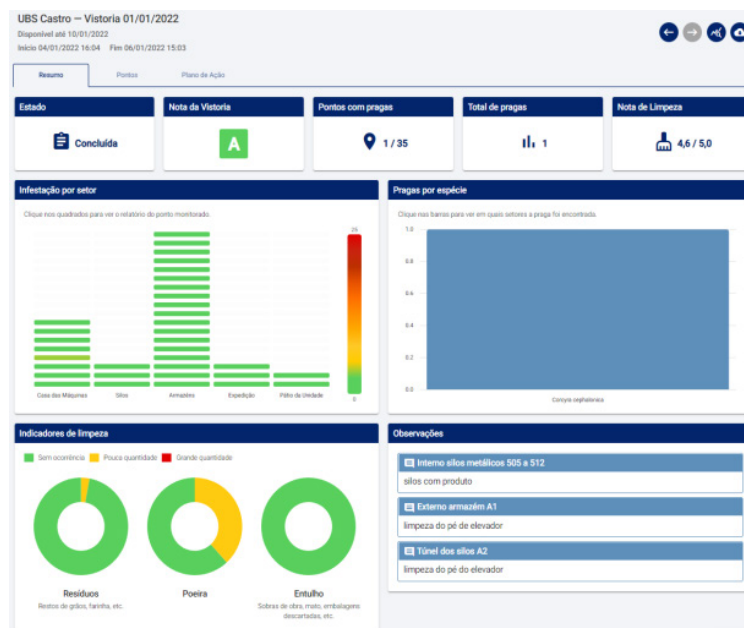 UBS Castro — Vistoria 01/01/2022
Disponível até 10/01/2022
Início 04/01/2022 16:04 Fim 06/01/2022 15:03
Resumo Pontos Plano de Ação
Estado
Concluída
Nota da Vistoria
A
Pontos com pragas
1 / 35
Total de pragas
1
Nota de Limpeza
4,6 / 5,0
Infestação por setor
Clique nos quadrados para ver o relatório do ponto monitorado.
26
0
Casa das Máquinas Silos Armazéns Expedição Pátio da Unidade
Pragas por espécie
Clique nas barras para ver em quais setores a praga foi encontrada.
1.0
0.8
0.6
0.4
0.2
0.0
Corcyra cephalonica
Indicadores de limpeza
Sem ocorrência Pouca quantidade Grande quantidade
Resíduos
Restos de grãos, farinha, etc.
Poeira
Entulho
Sobras de obra, mato, embalagens
descartadas, etc.
Observações
Interno silos metálicos 505 a 512
silos com produto
Externo armazém A1
limpeza do pé de elevador
Túnel dos silos A2
limpeza do pé do elevador